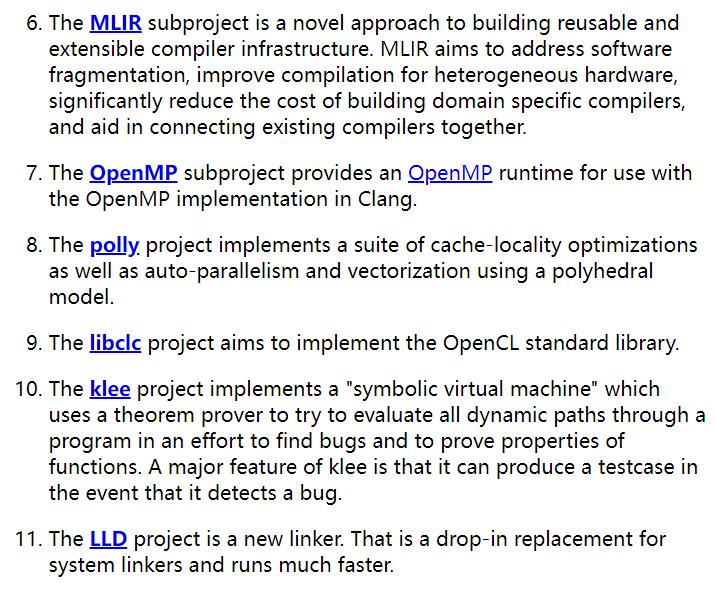 6. The MLIR subproject is a novel approach to building reusable and
extensible compiler infrastructure. MLIR aims to address software
fragmentation, improve compilation for heterogeneous hardware,
significantly reduce the cost of building domain specific compilers,
and aid in connecting existing compilers together.
7. The OpenMP subproject provides an OpenMP runtime for use with
the OpenMP implementation in Clang.
8. The polly project implements a suite of cache-locality optimizations
as well as auto-parallelism and vectorization using a polyhedral
model.
9. The libclc project aims to implement the OpenCL standard library.
10. The klee project implements a "symbolic virtual machine" which
uses a theorem prover to try to evaluate all dynamic paths through a
program in an effort to find bugs and to prove properties of
functions. A major feature of klee is that it can produce a testcase in
the event that it detects a bug.
11. The LLD project is a new linker. That is a drop-in replacement for
system linkers and runs much faster.